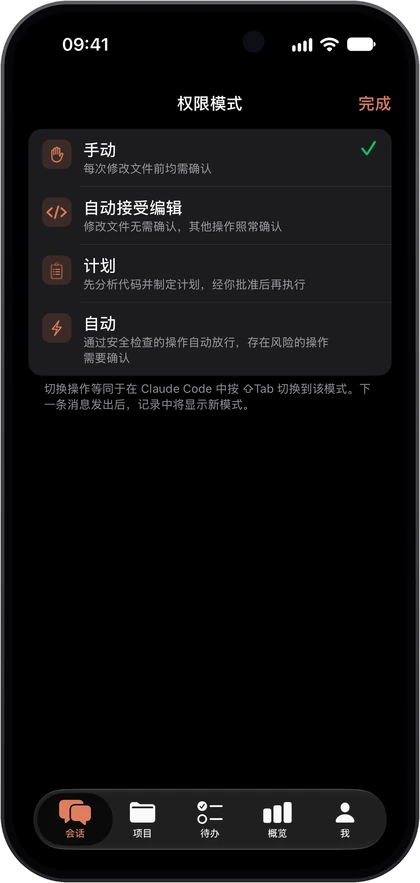 09:41
权限模式
完成
手动
每次修改文件前均需确认
自动接受编辑
修改文件无需确认，其他操作照常确认
计划
先分析代码并制定计划，经你批准后再执行
自动
通过安全检查的操作自动放行，存在风险的操作
需要确认
切换操作等同于在 Claude Code 中按 ⇧Tab 切换到该模式。下
一条消息发出后，记录中将显示新模式。
会话
项目
待办
概览
我